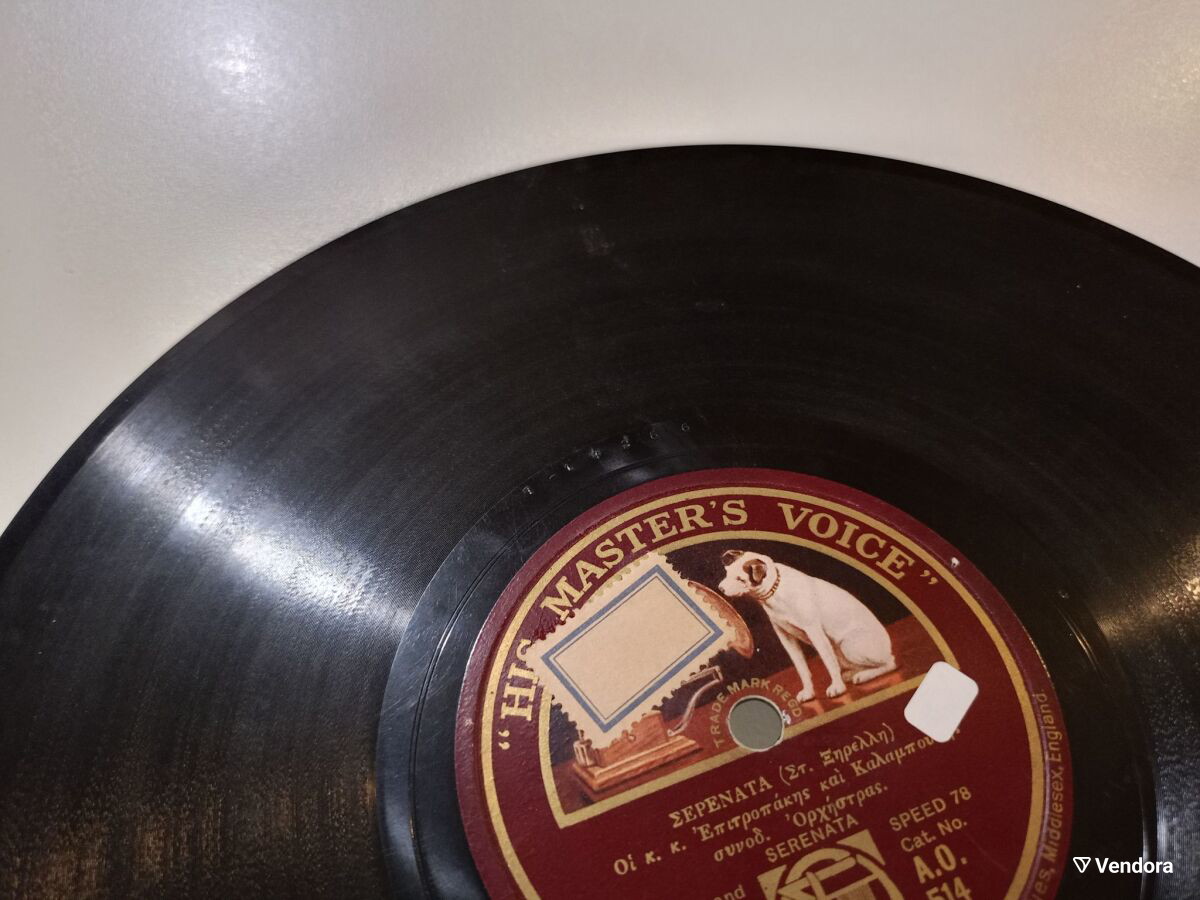 "HIS MASTER'S VOICE"
TRADE MARK REGD
ΣΕΡΕΝΑΤΑ (Στ. Ξηρέλλη)
Οἱ κ. κ. Ἐπιτροπάκης καὶ
συνοδ. Ὀρχήστρας.
SERENATA
SPEED 78
Cat. No.
A.O.
514
Middlesex, England
Vendora